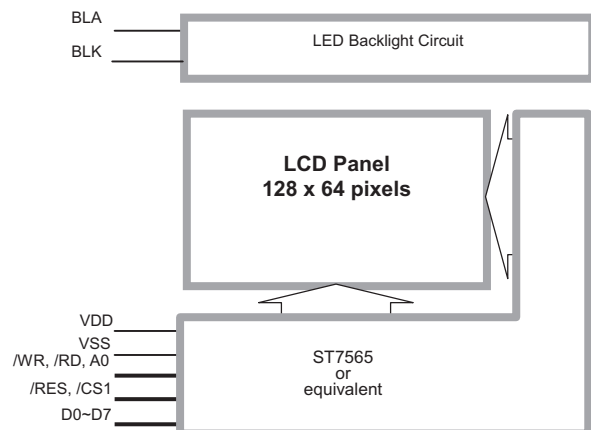 BLA
BLK
LED Backlight Circuit
LCD Panel
128 x 64 pixels
VDD
VSS
/WR, /RD, A0
/RES, /CS1
D0~D7
ST7565
or
equivalent